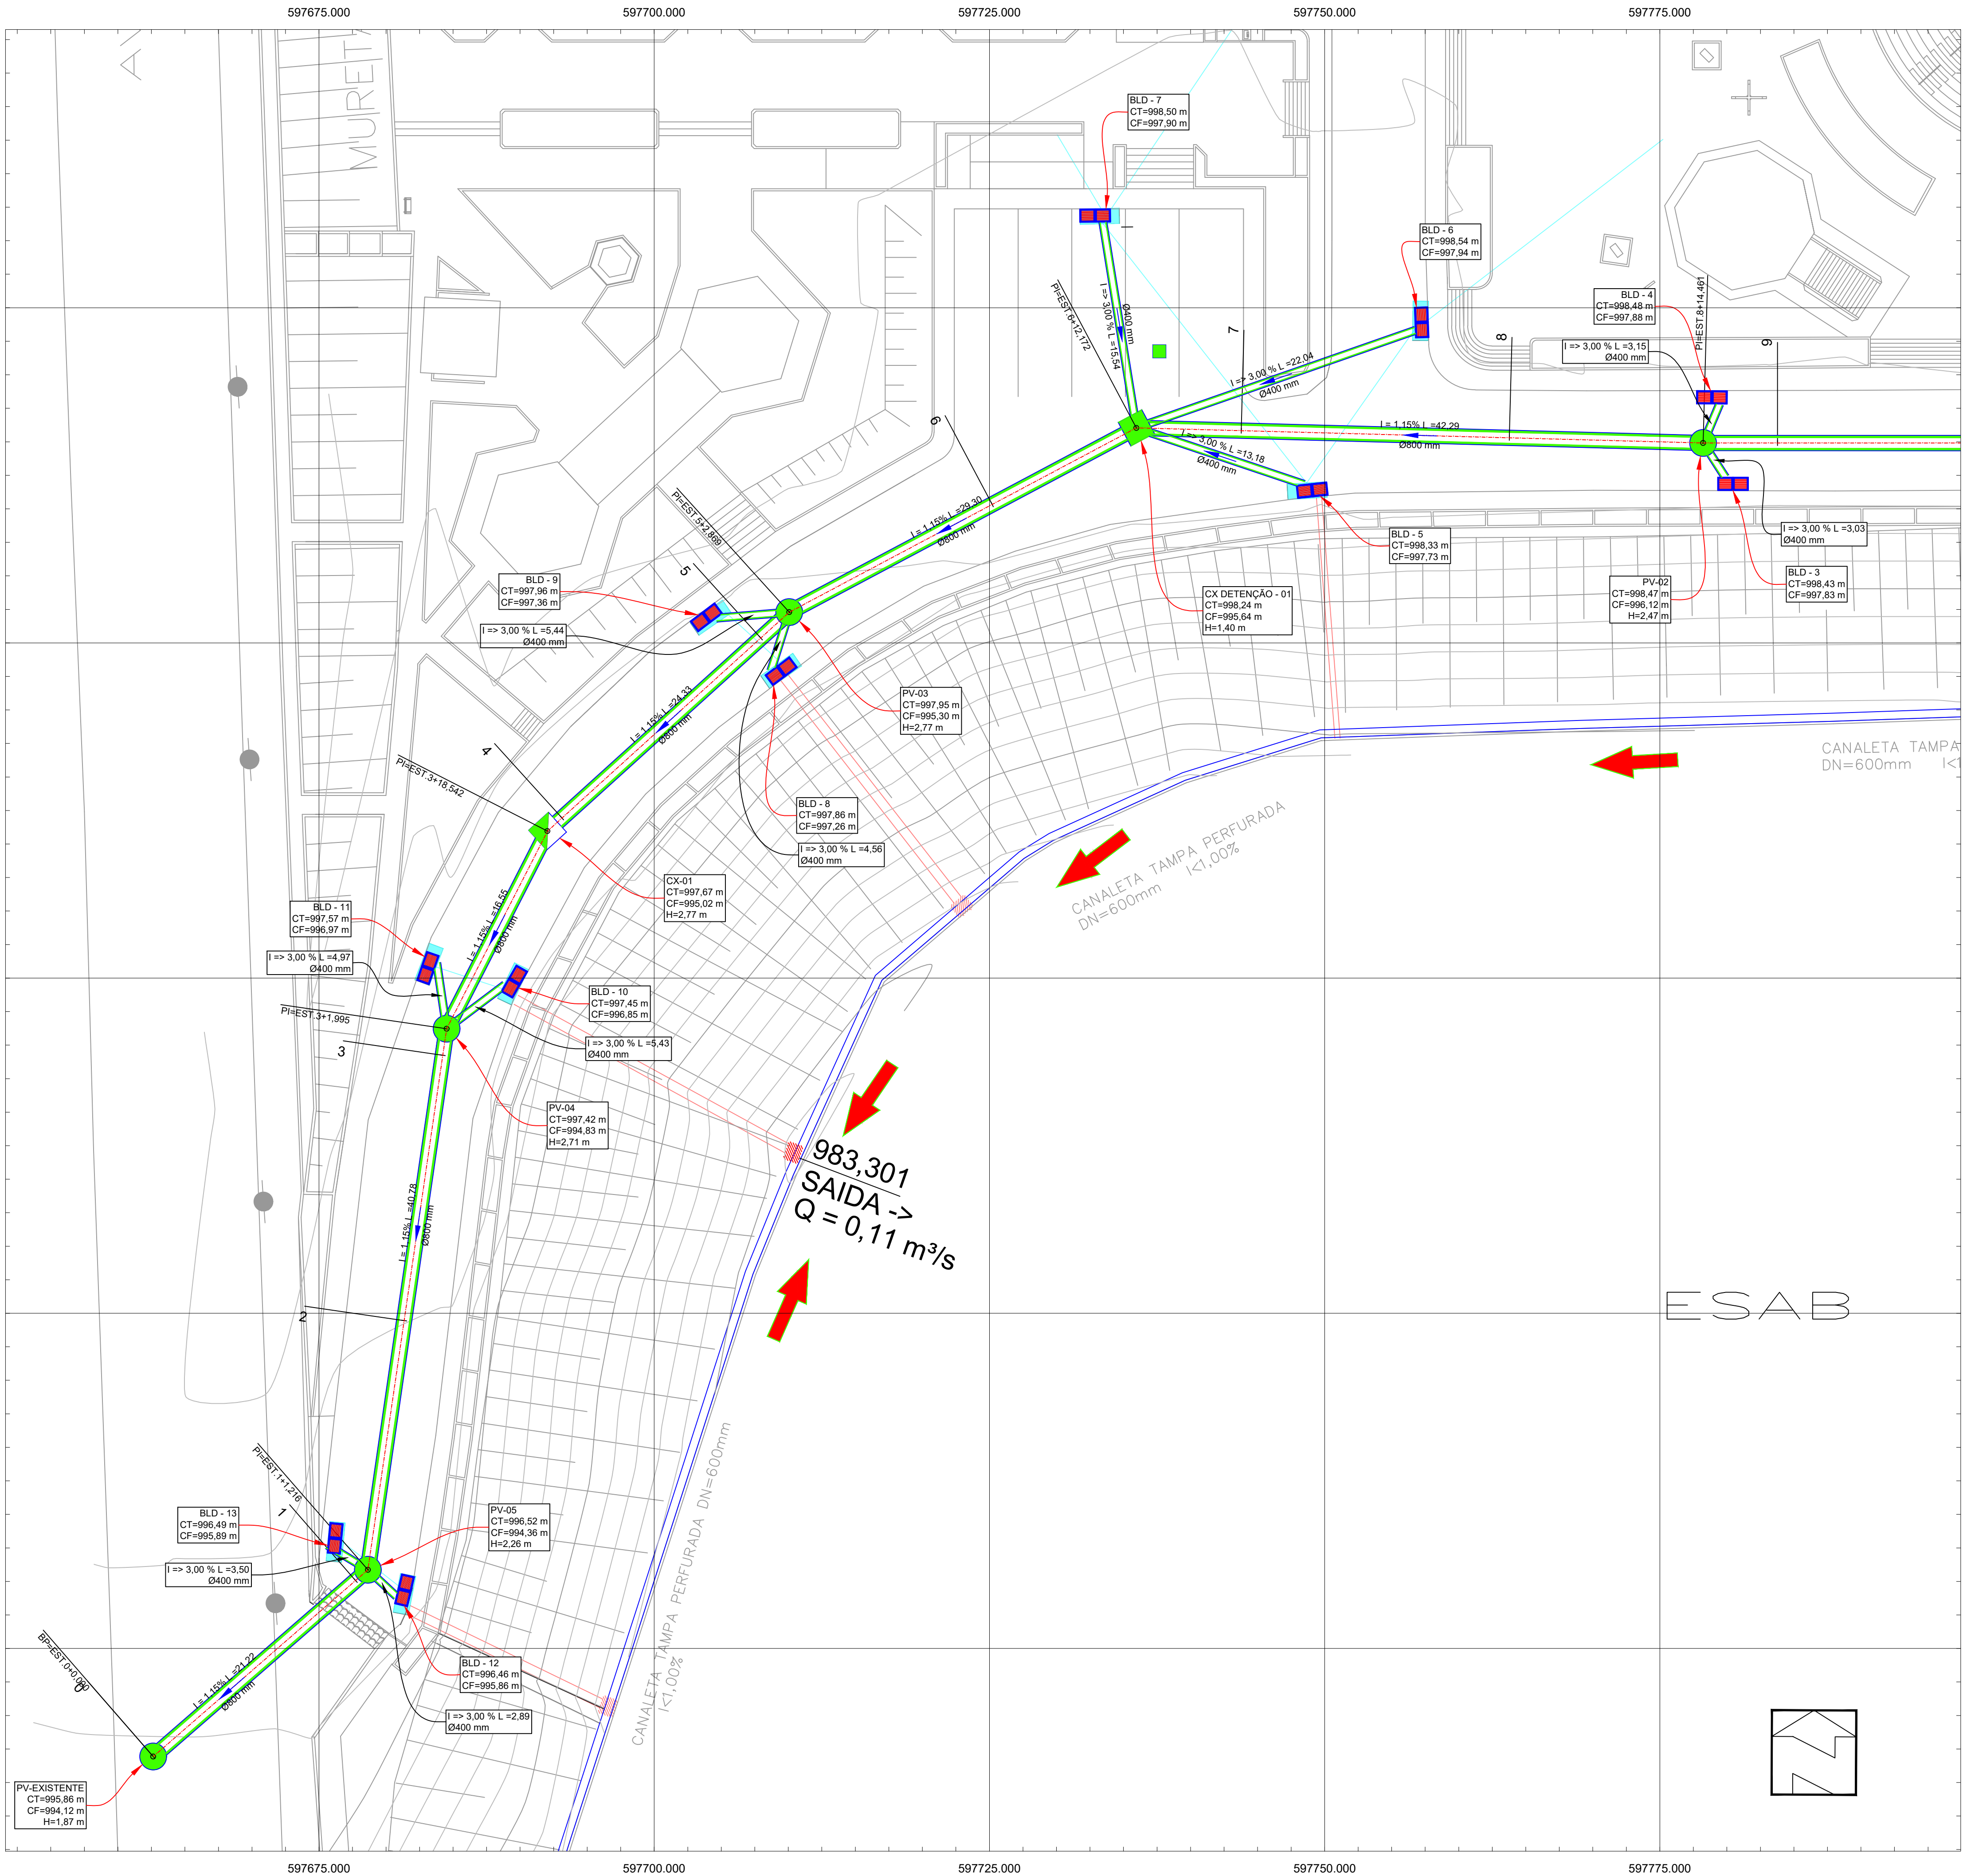 597675.000
597700.000
597725.000
597750.000
597775.000
A
MURETA
BLD - 7
CT=998,50 m
CF=997,90 m
BLD - 6
CT=998,54 m
CF=997,94 m
BLD - 4
CT=998,48 m
CF=997,88 m
PI=EST.8+14,461
I => 3,00 % L =3,15
Ø400 mm
PI=EST.6+12,172
I => 3,00 % L =15,54
Ø400 mm
7
8
9
I => 3,00 % L =22,04
Ø400 mm
I= 1,15% L =42,29
Ø800 mm
I => 3,00 % L =13,18
Ø400 mm
6
I => 3,00 % L =3,03
Ø400 mm
BLD - 5
CT=998,33 m
CF=997,73 m
BLD - 3
CT=998,43 m
CF=997,83 m
PV-02
CT=998,47 m
CF=996,12 m
H=2,47 m
CX DETENÇÃO - 01
CT=998,24 m
CF=995,64 m
H=1,40 m
PI=EST.5+2,869
I= 1,15% L =29,30
Ø800 mm
5
BLD - 9
CT=997,96 m
CF=997,36 m
I => 3,00 % L =5,44
Ø400 mm
PV-03
CT=997,95 m
CF=995,30 m
H=2,77 m
I= 1,15% L =24,33
Ø800 mm
4
PI=EST.3+18,542
CANALETA TAMPA
DN=600mm I<1
BLD - 8
CT=997,86 m
CF=997,26 m
I => 3,00 % L =4,56
Ø400 mm
CANALETA TAMPA PERFURADA
DN=600mm I<1,00%
CX-01
CT=997,67 m
CF=995,02 m
H=2,77 m
BLD - 11
CT=997,57 m
CF=996,97 m
I= 1,15% L =16,55
Ø800 mm
I => 3,00 % L =4,97
Ø400 mm
BLD - 10
CT=997,45 m
CF=996,85 m
PI=EST.3+1,995
3
I => 3,00 % L =5,43
Ø400 mm
PV-04
CT=997,42 m
CF=994,83 m
H=2,71 m
983,301
SAIDA ->
Q = 0,11 m³/s
I= 1,15% L =40,78
Ø800 mm
2
ESAB
PI=EST.1+1,216
1
BLD - 13
CT=996,49 m
CF=995,89 m
PV-05
CT=996,52 m
CF=994,36 m
H=2,26 m
I => 3,00 % L =3,50
Ø400 mm
CANALETA TAMPA PERFURADA DN=600mm
I<1,00%
BP=EST.0+0,000
0
I= 1,15% L =21,22
Ø800 mm
BLD - 12
CT=996,46 m
CF=995,86 m
I => 3,00 % L =2,89
Ø400 mm
PV-EXISTENTE
CT=995,86 m
CF=994,12 m
H=1,87 m
N
597675.000
597700.000
597725.000
597750.000
597775.000